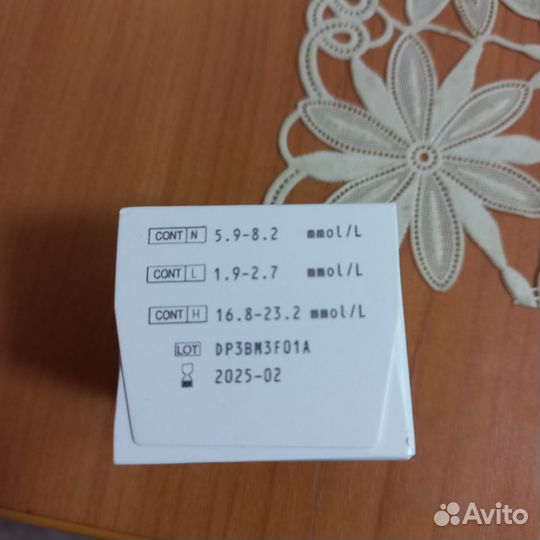 CONT N 5.9-8.2 mmol/L
CONT L 1.9-2.7 mmol/L
CONT H 16.8-23.2 mmol/L
LOT DP3BM3F01A
2025-02
Avito